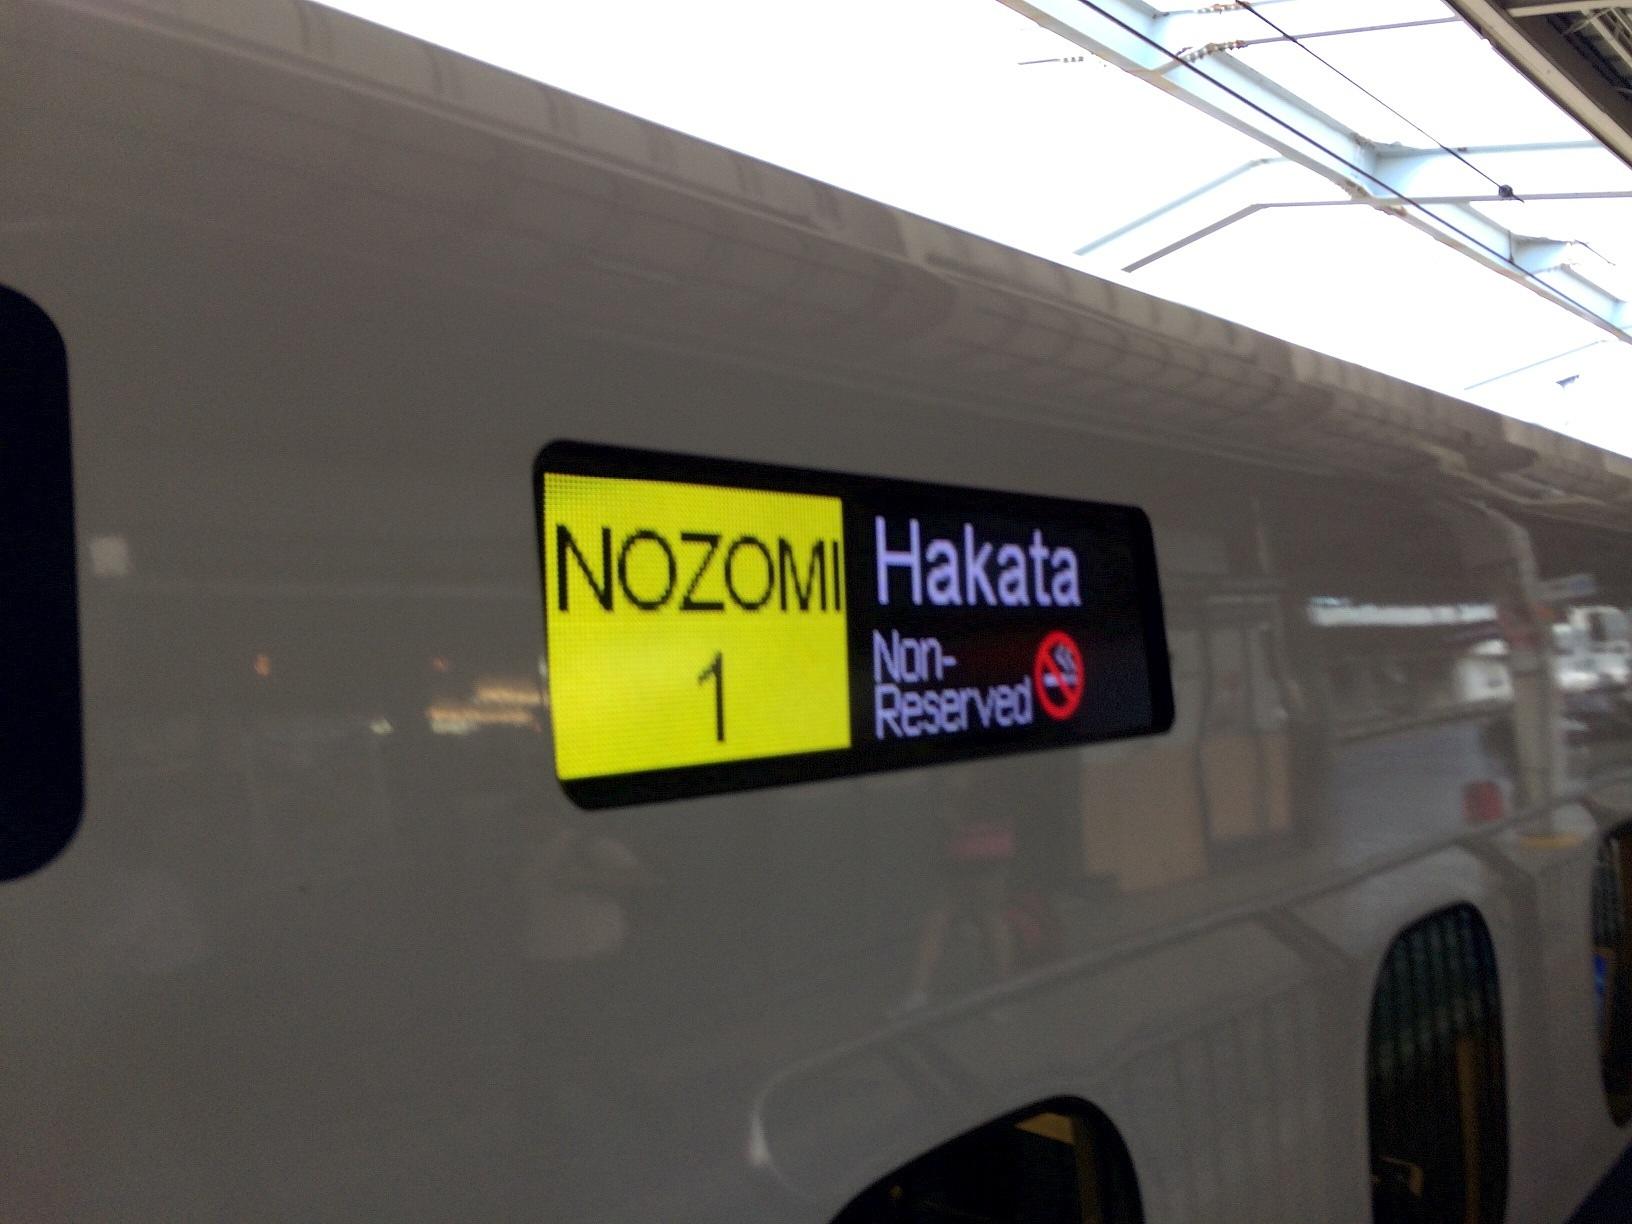 NOZOMI
1
Hakata
Non-
Reserved